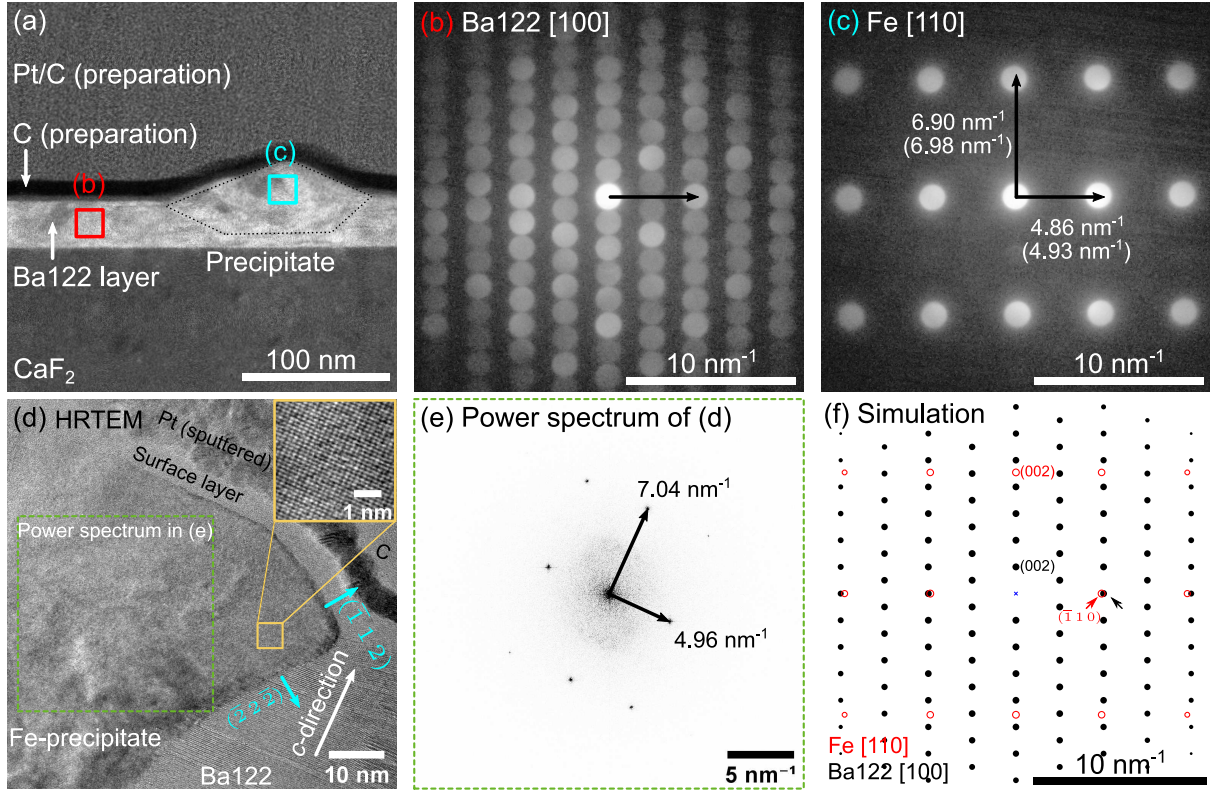 (a)
Pt/C (preparation)
C (preparation)
(b)
(c)
Ba122 layer
Precipitate
CaF₂
100 nm
(b) Ba122 [100]
10 nm⁻¹
(c) Fe [110]
6.90 nm⁻¹
(6.98 nm⁻¹)
4.86 nm⁻¹
(4.93 nm⁻¹)
10 nm⁻¹
(d) HRTEM
Pt (sputtered)
Surface layer
1 nm
Power spectrum in (e)
C
(1̅ 1 2)
(2̅ 2 2̅)
c-direction
Fe-precipitate
Ba122
10 nm
(e) Power spectrum of (d)
7.04 nm⁻¹
4.96 nm⁻¹
5 nm⁻¹
(f) Simulation
(002)
(002)
(1̅ 1 0)
Fe [110]
Ba122 [100]
10 nm⁻¹